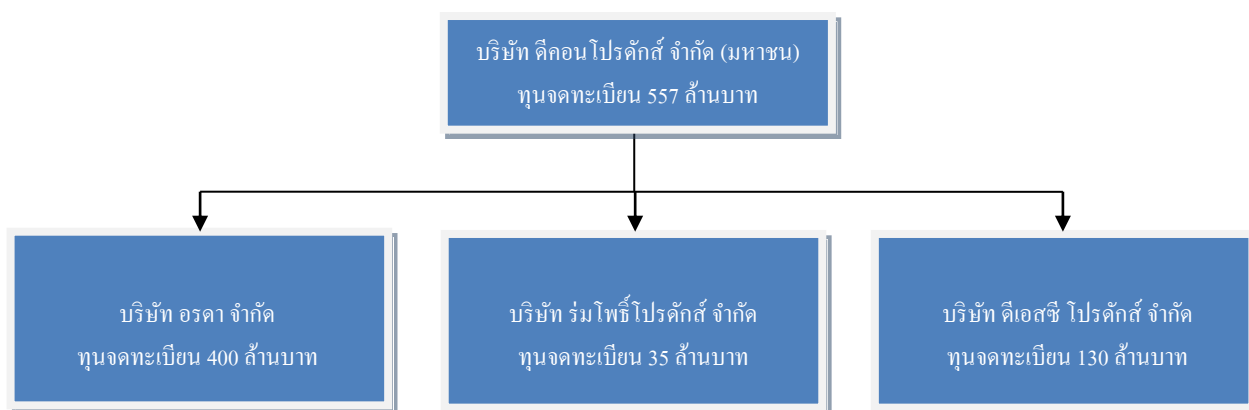 บริษัท ดีคอนโปรดักส์ จำกัด (มหาชน)
ทุนจดทะเบียน 557 ล้านบาท
บริษัท อรดา จำกัด
ทุนจดทะเบียน 400 ล้านบาท
บริษัท ร่มโพธิ์โปรดักส์ จำกัด
ทุนจดทะเบียน 35 ล้านบาท
บริษัท ดีเอสซี โปรดักส์ จำกัด
ทุนจดทะเบียน 130 ล้านบาท